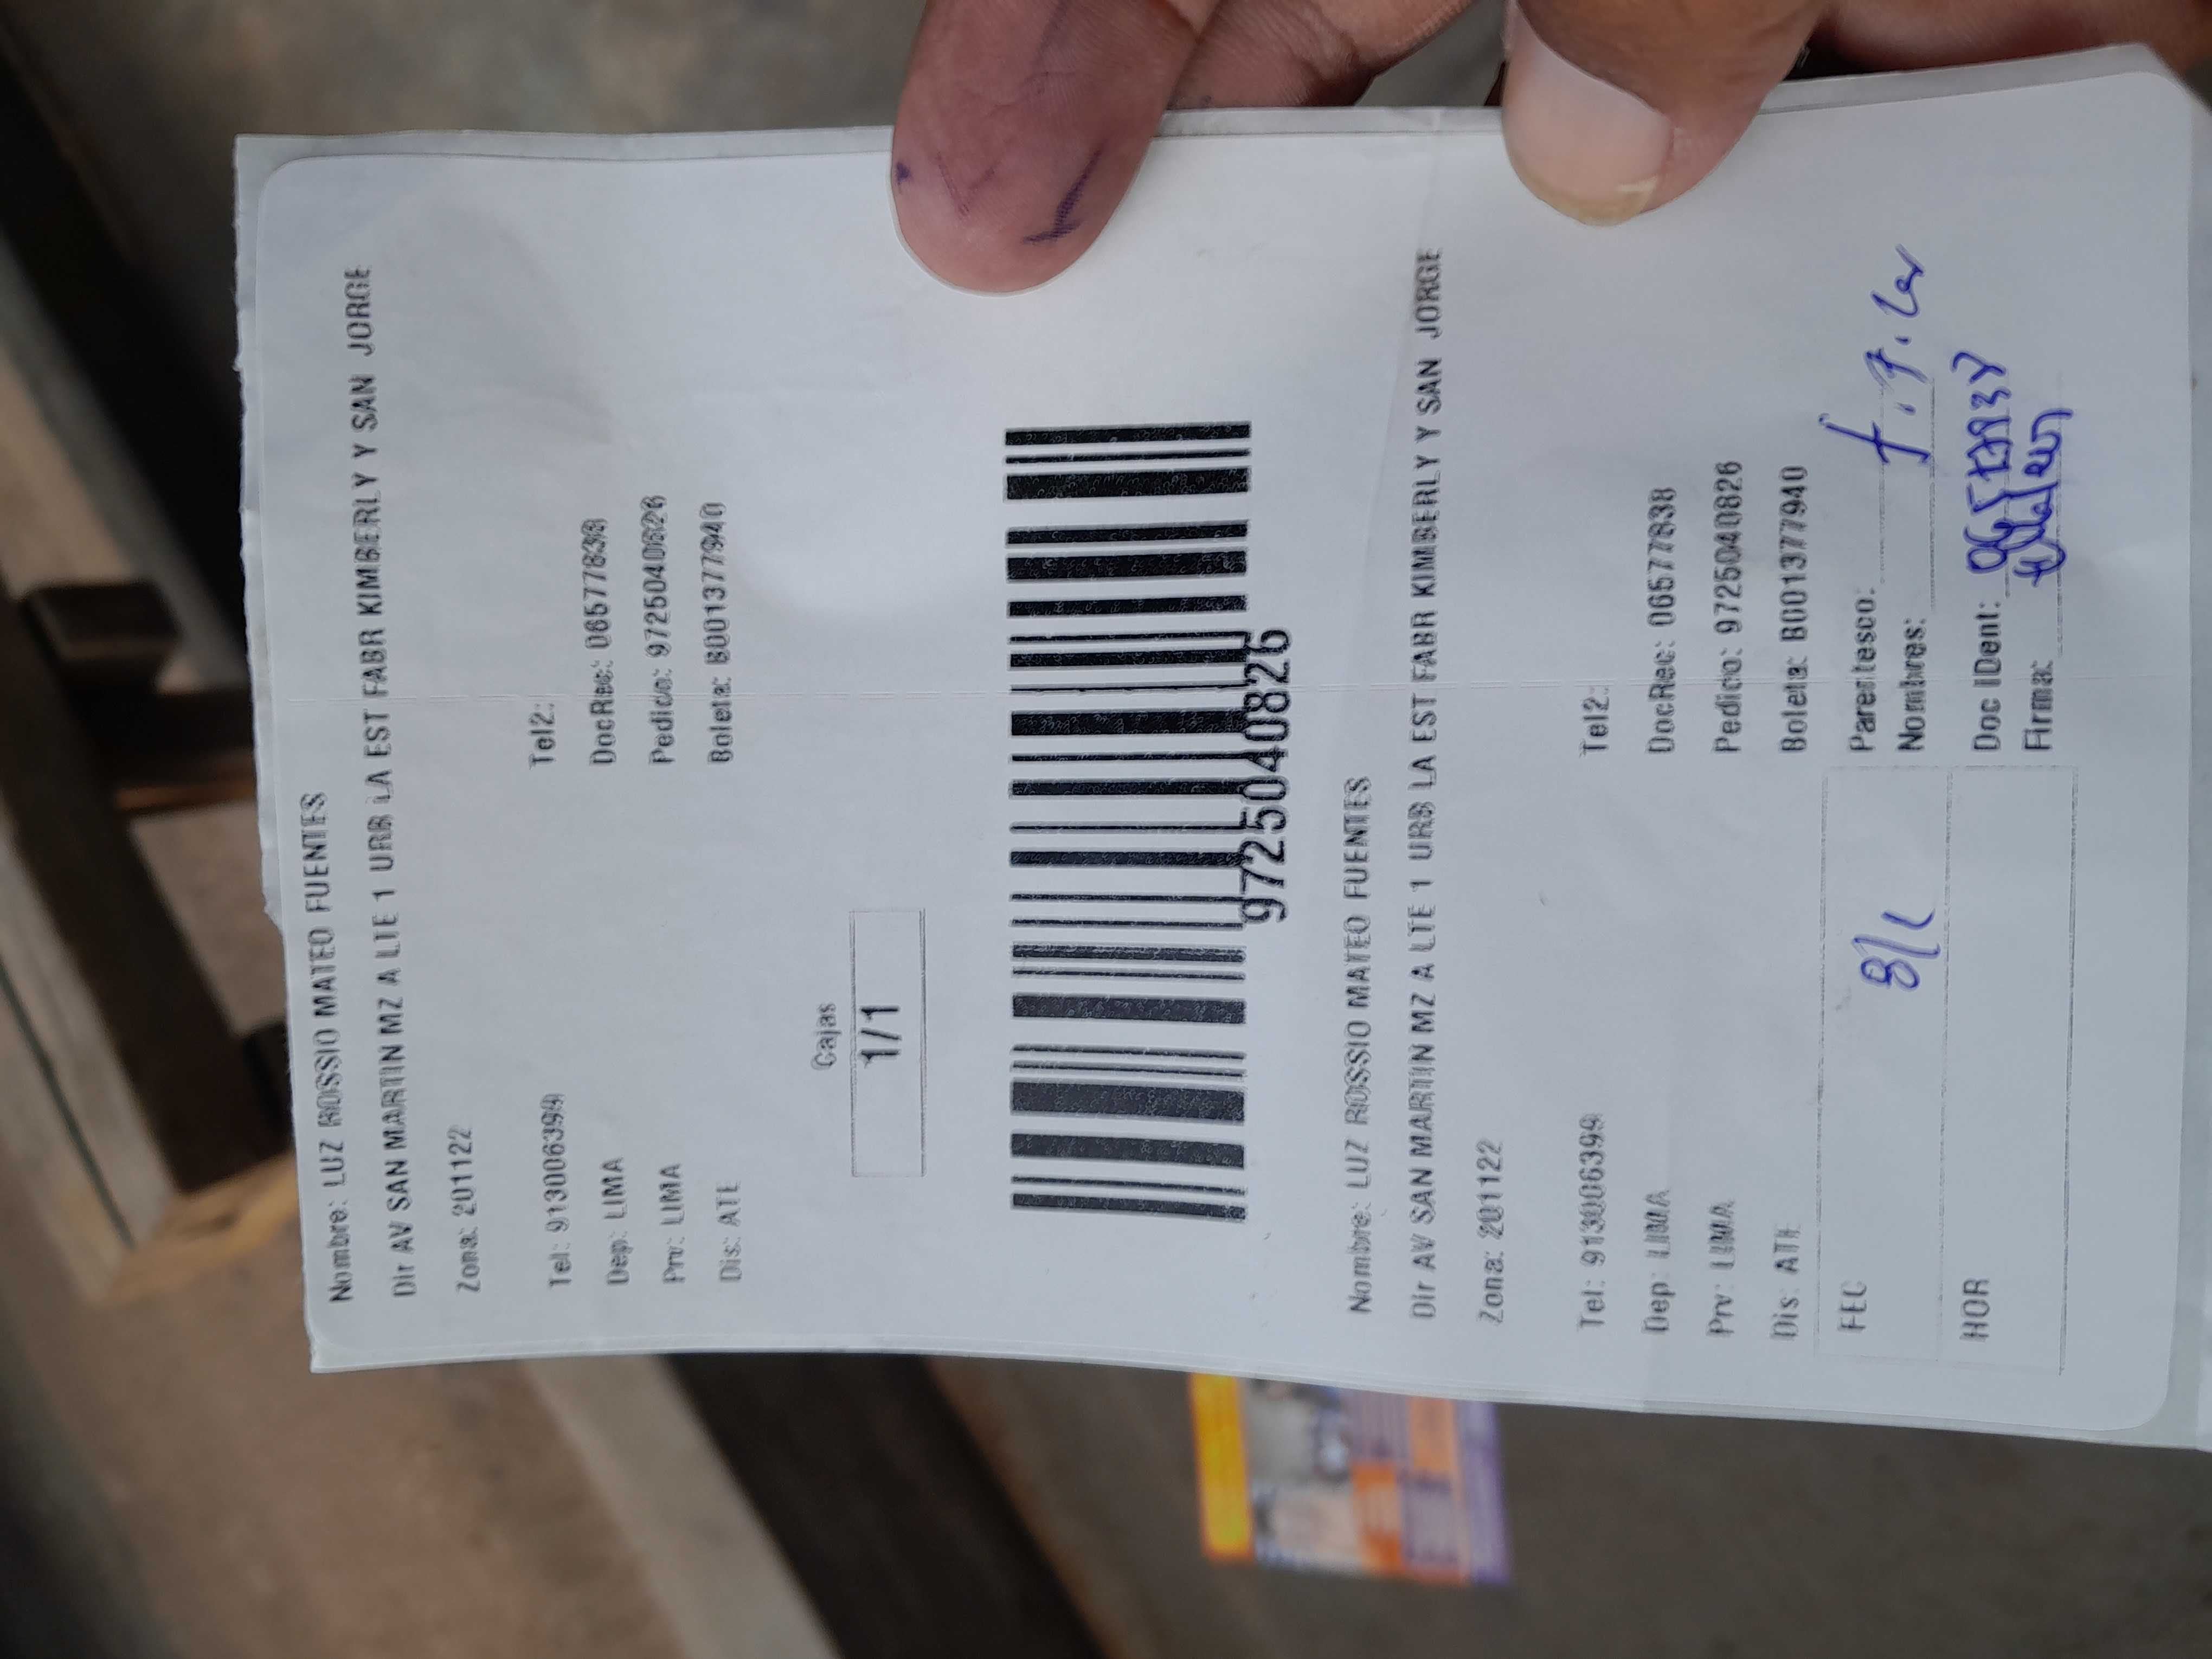 Nombre: LUZ ROSSIO MATEO FUENTES
Dir AV SAN MARTIN MZ A LTE 1 URB LA EST FABR KIMBERLY Y SAN JORGE
Zona: 201122
Tel: 913006399 Tel2:
Dep: LIMA DocRec: 06577838
Prv: LIMA Pedido: 9725040826
Dis: ATE Boleta: B001377940
Cajas
1/1
9725040826
Nombre: LUZ ROSSIO MATEO FUENTES
Dir AV SAN MARTIN MZ A LTE 1 URB LA EST FABR KIMBERLY Y SAN JORGE
Zona: 201122
Tel: 913006399 Tel2:
Dep: LIMA DocRec: 06577838
Prv: LIMA Pedido: 9725040826
Dis: ATE Boleta: B001377940
FEC 8/1 Parentesco:
Nombres:
HOR Doc IDent:
Firma: